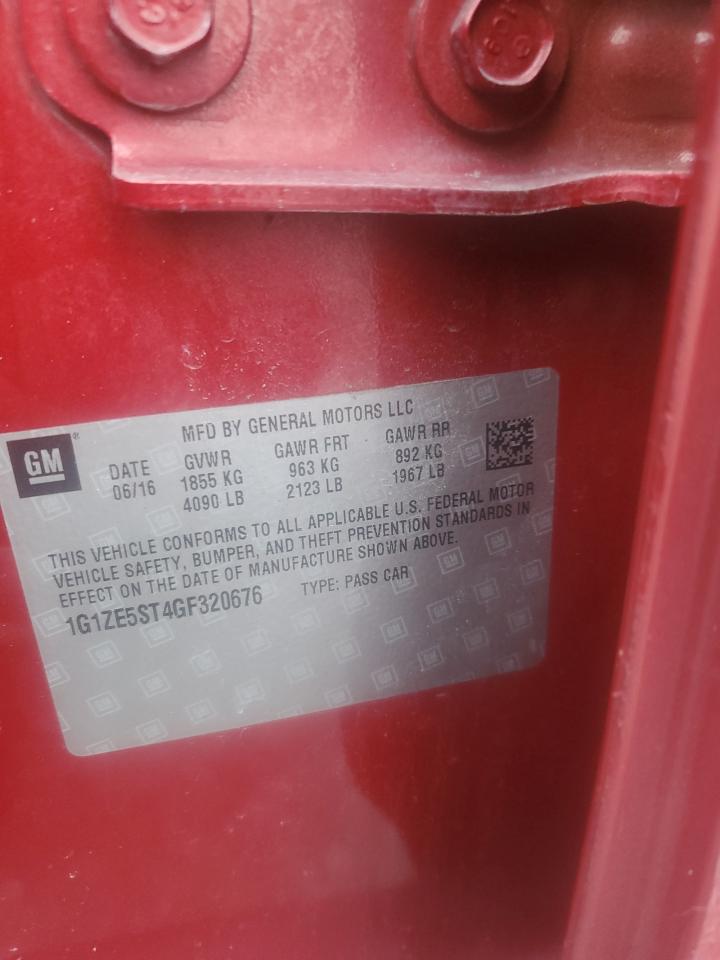 MFD BY GENERAL MOTORS LLC
GM®
DATE GVWR GAWR FRT GAWR RR
06/16 1855 KG 963 KG 892 KG
4090 LB 2123 LB 1967 LB
THIS VEHICLE CONFORMS TO ALL APPLICABLE U.S. FEDERAL MOTOR
VEHICLE SAFETY, BUMPER, AND THEFT PREVENTION STANDARDS IN
EFFECT ON THE DATE OF MANUFACTURE SHOWN ABOVE.
1G1ZE5ST4GF320676 TYPE: PASS CAR